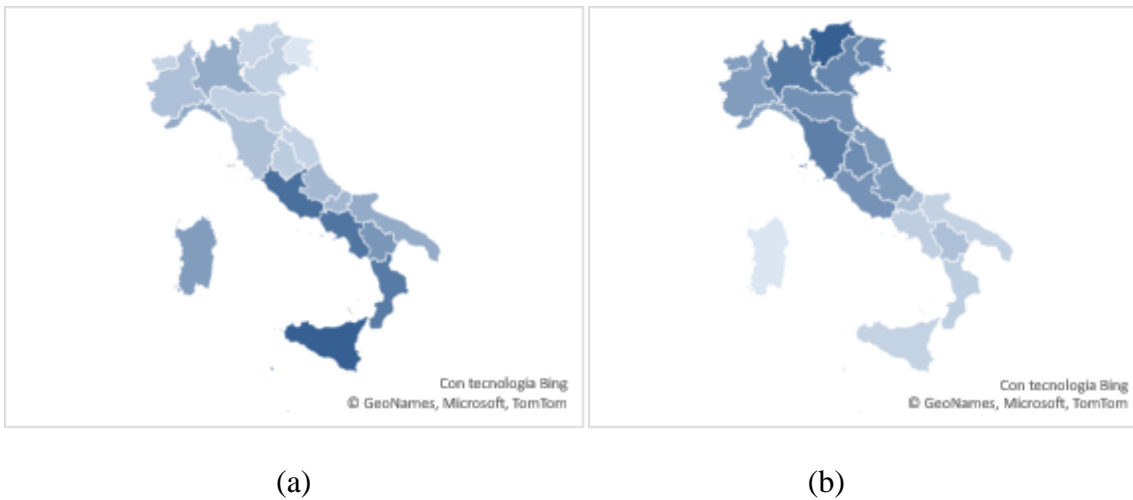 Con tecnologia Bing
© GeoNames, Microsoft, TomTom
Con tecnologia Bing
© GeoNames, Microsoft, TomTom
(a)
(b)